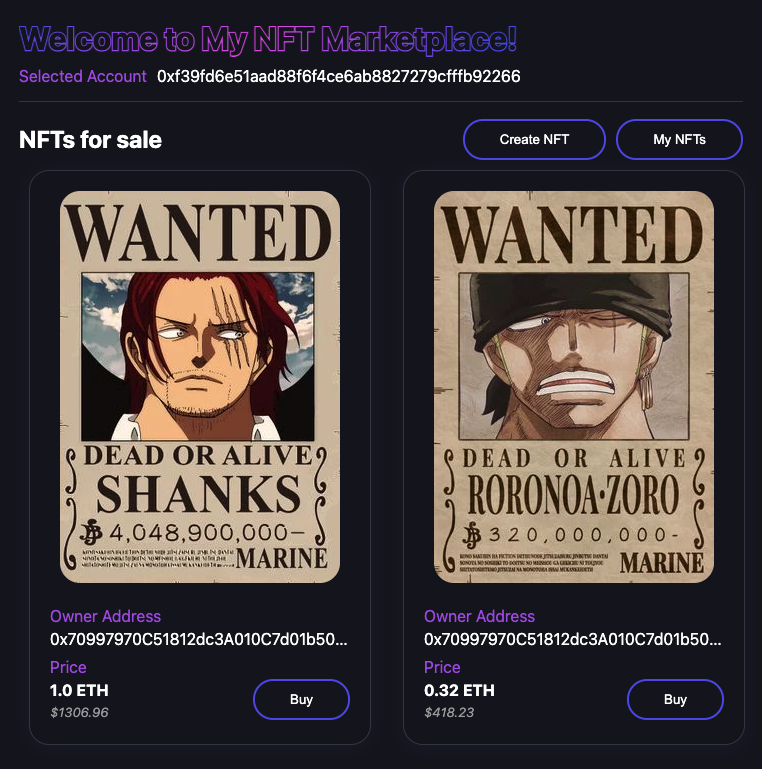 Welcome to My NFT Marketplace!
Selected Account 0xf39fd6e51aad88f6f4ce6ab8827279cfffb92266
NFTs for sale
Create NFT
My NFTs
WANTED
DEAD OR ALIVE
SHANKS
4,048,900,000-
MARINE
Owner Address
0x70997970C51812dc3A010C7d01b50...
Price
1.0 ETH
$1306.96
Buy
WANTED
DEAD OR ALIVE
RORONOA·ZORO
320,000,000-
MARINE
Owner Address
0x70997970C51812dc3A010C7d01b50...
Price
0.32 ETH
$418.23
Buy